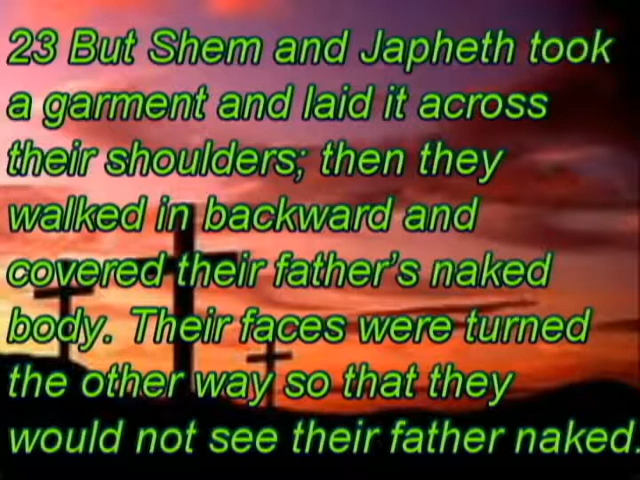 23 But Shem and Japheth took
a garment and laid it across
their shoulders; then they
walked in backward and
covered their father’s naked
body. Their faces were turned
the other way so that they
would not see their father naked.